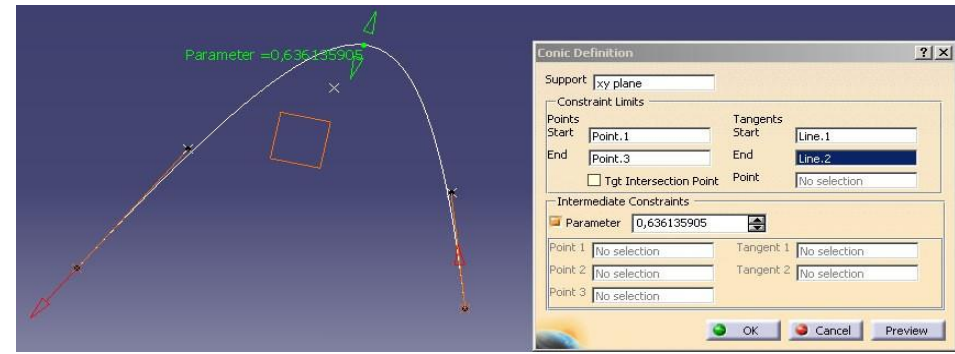 Parameter =0,636135905
Conic Definition
? X
Support xy plane
Constraint Limits
Points Tangents
Start Point.1 Start Line.1
End Point.3 End Line.2
Tgt Intersection Point Point No selection
Intermediate Constraints
Parameter 0,636135905
Point 1 No selection Tangent 1 No selection
Point 2 No selection Tangent 2 No selection
Point 3 No selection
OK Cancel Preview